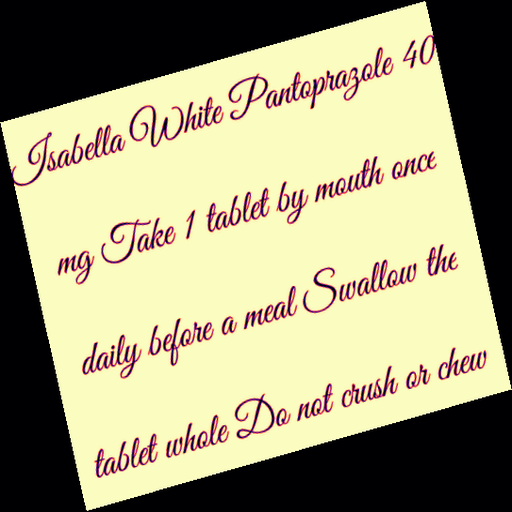 Isabella White Pantoprazole 40
mg Take 1 tablet by mouth once
daily before a meal Swallow the
tablet whole Do not crush or chew